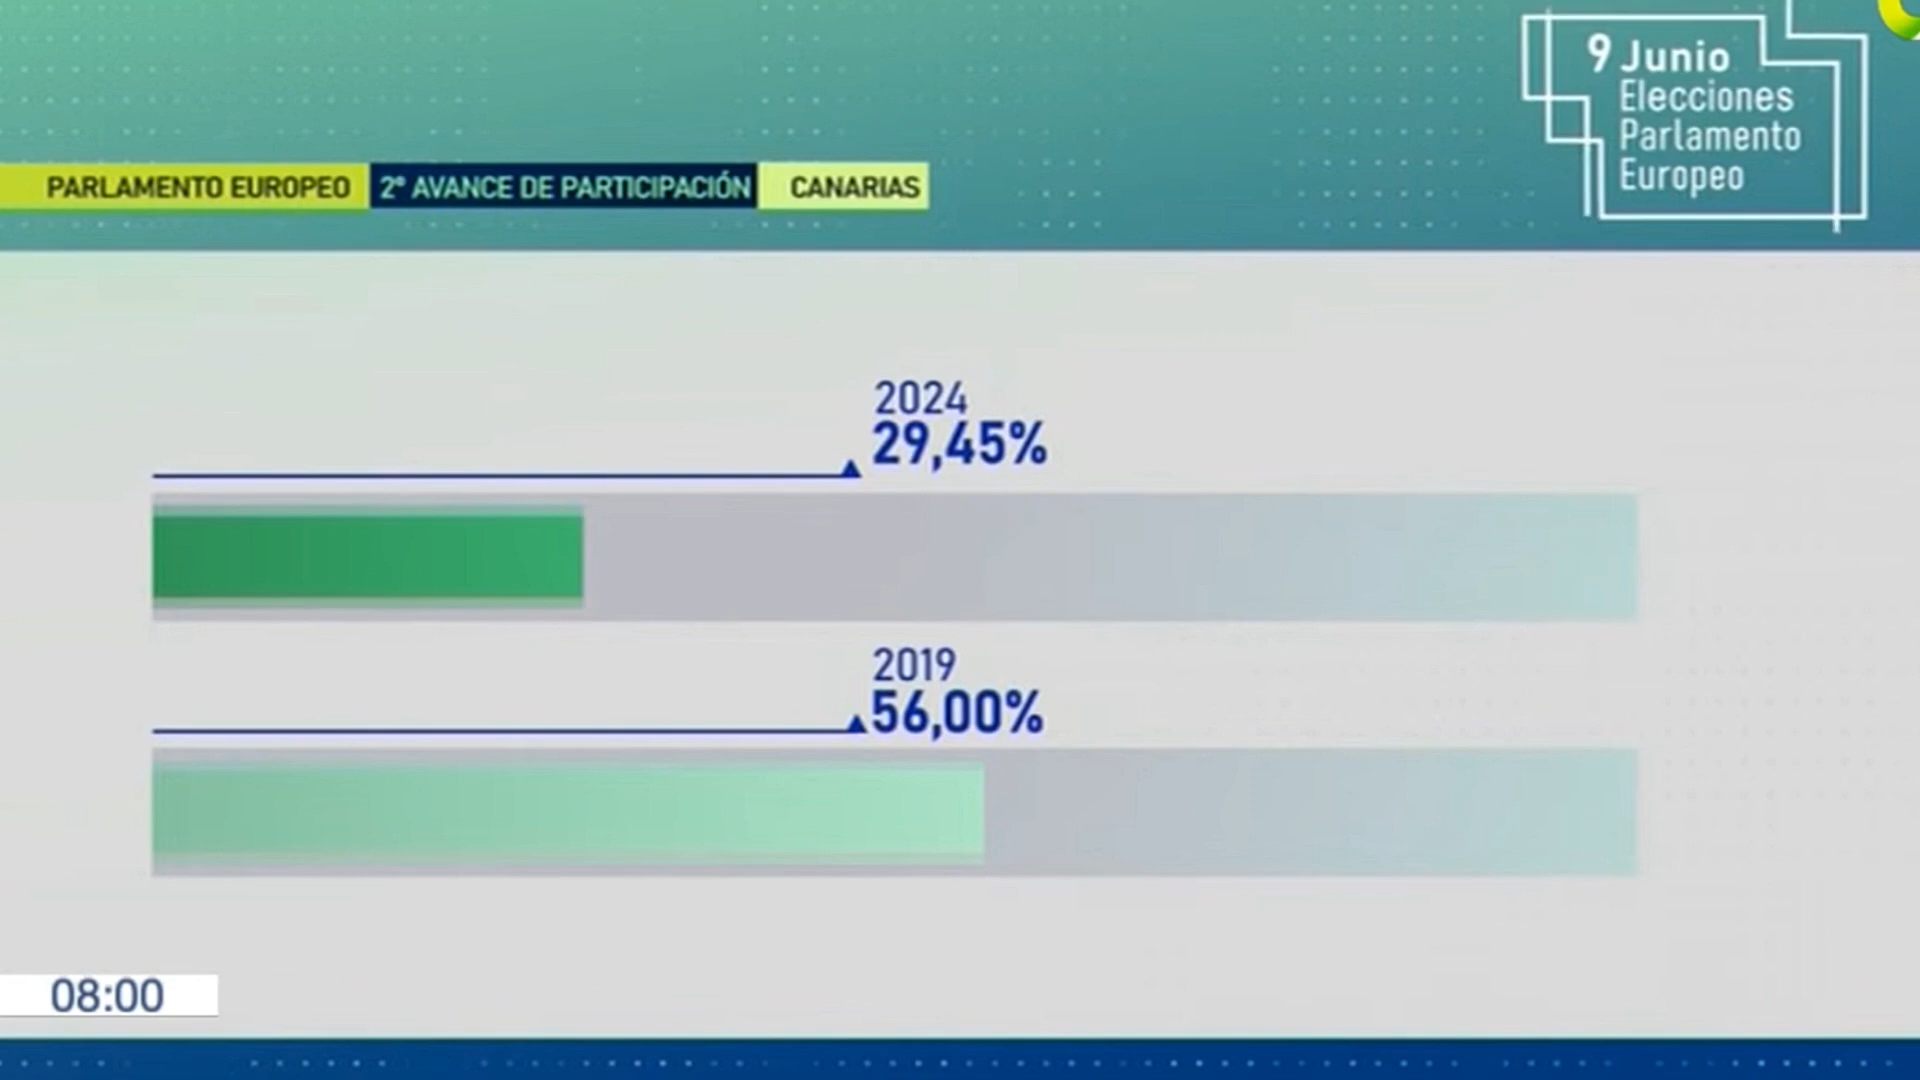 9 Junio
Elecciones
Parlamento
Europeo
PARLAMENTO EUROPEO 2º AVANCE DE PARTICIPACIÓN CANARIAS
2024
29,45%
2019
56,00%
08:00